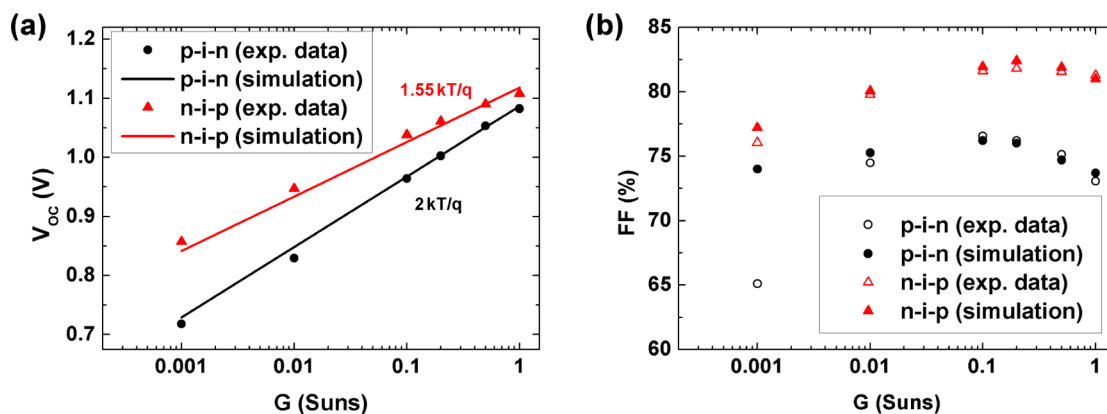 (a)
1.2
1.1
1.0
0.9
0.8
0.7
V_OC (V)
p-i-n (exp. data)
p-i-n (simulation)
n-i-p (exp. data)
n-i-p (simulation)
1.55 kT/q
2 kT/q
0.001 0.01 0.1 1
G (Suns)
(b)
85
80
75
70
65
60
FF (%)
p-i-n (exp. data)
p-i-n (simulation)
n-i-p (exp. data)
n-i-p (simulation)
0.001 0.01 0.1 1
G (Suns)